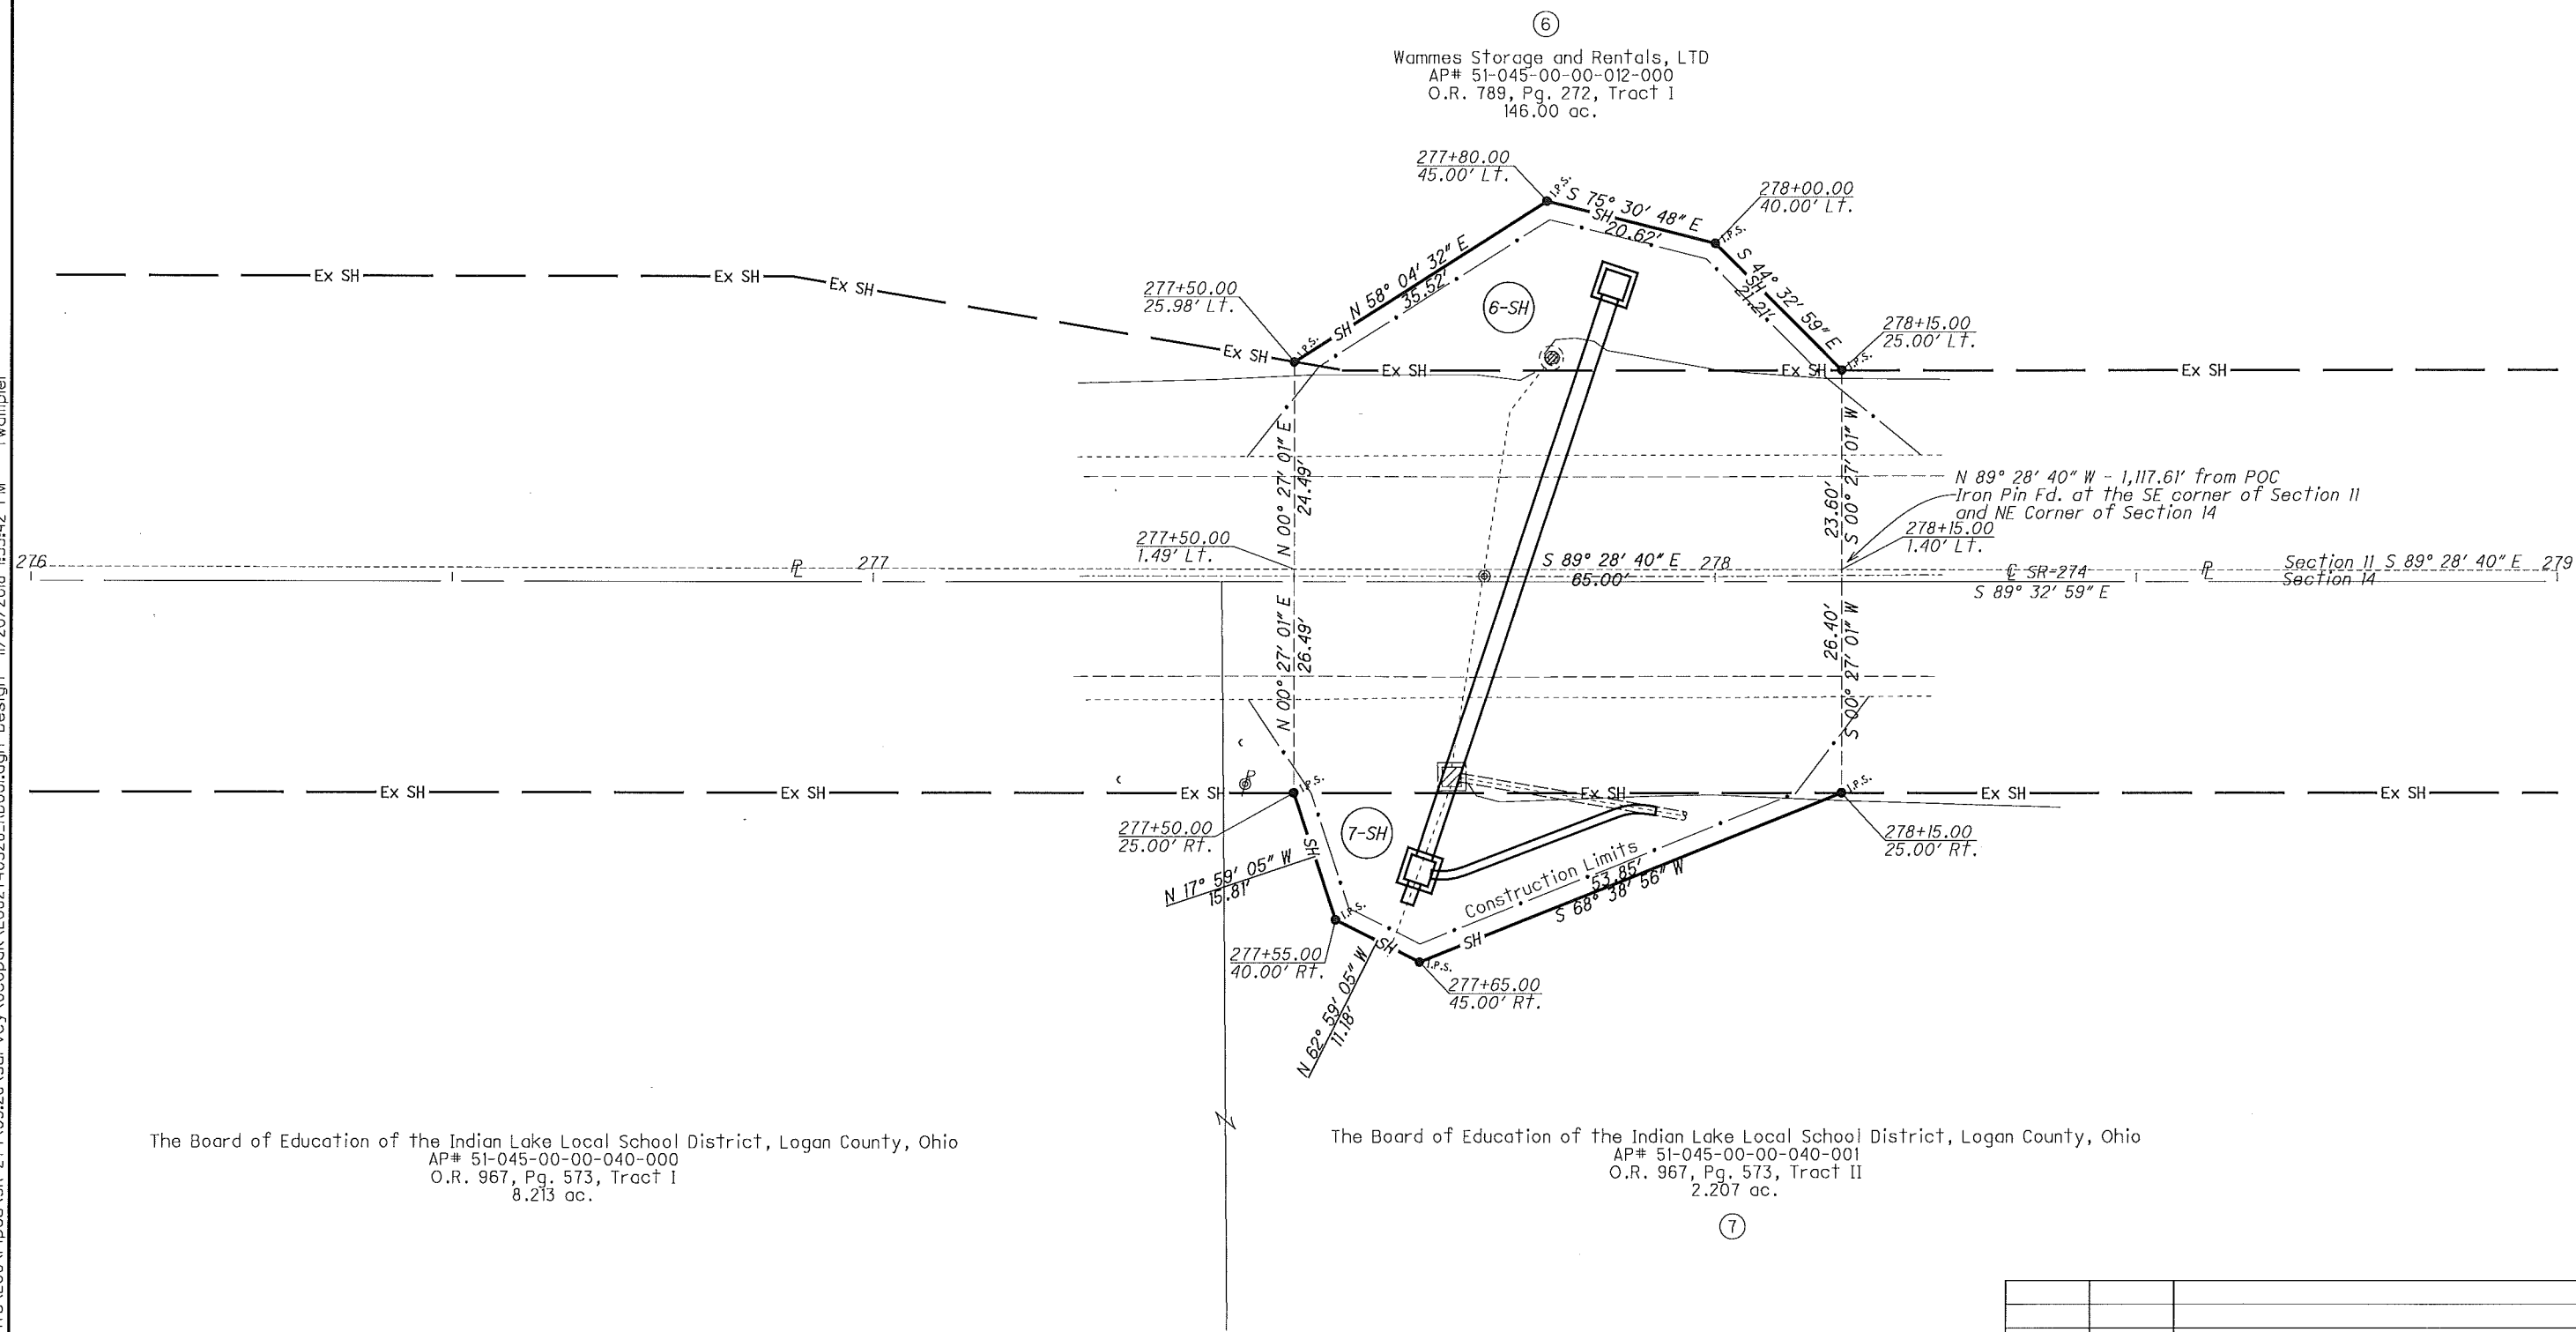 6
Wammes Storage and Rentals, LTD
AP# 51-045-00-00-012-000
O.R. 789, Pg. 272, Tract I
146.00 ac.
277+80.00
45.00' Lt.
I.P.S.
S 75° 30' 48" E
SH
20.62'
278+00.00
40.00' Lt.
I.P.S.
N 58° 04' 32" E
35.52'
SH
S 44° 32' 59" E
SH
21.21'
Ex SH
Ex SH
Ex SH
277+50.00
25.98' Lt.
I.P.S.
6-SH
278+15.00
25.00' Lt.
I.P.S.
Ex SH
Ex SH
Ex SH
Ex SH
N 00° 27' 01" E
24.49'
23.60'
S 00° 27' 01" W
N 89° 28' 40" W - 1,117.61' from POC
Iron Pin Fd. at the SE corner of Section 11
and NE Corner of Section 14
278+15.00
1.40' Lt.
277+50.00
1.49' Lt.
276
PL
277
S 89° 28' 40" E
65.00'
278
CL SR-274
S 89° 32' 59" E
PL
Section 11 S 89° 28' 40" E
Section 14
279
N 00° 27' 01" E
26.49'
26.40'
S 00° 27' 01" W
P
Ex SH
Ex SH
Ex SH
I.P.S.
Ex SH
I.P.S.
Ex SH
Ex SH
277+50.00
25.00' Rt.
7-SH
278+15.00
25.00' Rt.
SH
N 17° 59' 05" W
15.81'
Construction Limits
53.85'
S 68° 38' 56" W
I.P.S.
SH
SH
I.P.S.
277+55.00
40.00' Rt.
277+65.00
45.00' Rt.
N 62° 59' 05" W
11.18'
The Board of Education of the Indian Lake Local School District, Logan County, Ohio
AP# 51-045-00-00-040-000
O.R. 967, Pg. 573, Tract I
8.213 ac.
The Board of Education of the Indian Lake Local School District, Logan County, Ohio
AP# 51-045-00-00-040-001
O.R. 967, Pg. 573, Tract II
2.207 ac.
7